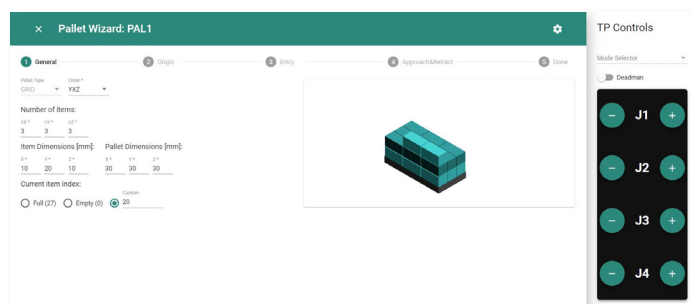 Pallet Wizard: PAL1
TP Controls
1 General
2 Origin
3 Entry
4 Approach&Retract
5 Done
Mode Selector
Pallet Type
Order *
GRID
YXZ
Deadman
Number of items:
nX * nY * nZ *
3 3 3
Item Dimensions [mm]: Pallet Dimensions [mm]:
X * Y * Z * X * Y * Z *
10 20 10 30 30 30
Current item index:
Custom
Full (27) Empty (0) 20
− J1 +
− J2 +
− J3 +
− J4 +